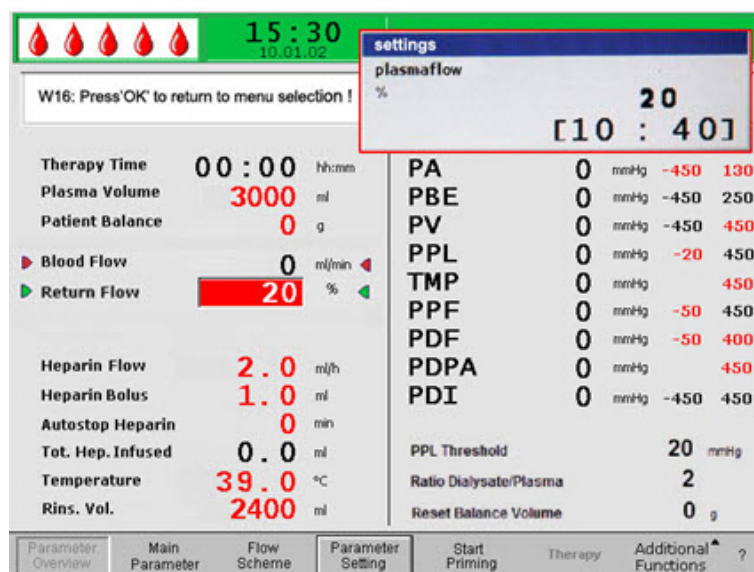 15:30
10.01.02
settings
plasmaflow
% 20
[10 : 40]
W16: Press'OK' to return to menu selection !
Therapy Time 00:00 hh:mm
Plasma Volume 3000 ml
Patient Balance 0 g
Blood Flow 0 ml/min
Return Flow 20 %
Heparin Flow 2.0 ml/h
Heparin Bolus 1.0 ml
Autostop Heparin 0 min
Tot. Hep. Infused 0.0 ml
Temperature 39.0 °C
Rins. Vol. 2400 ml
PA 0 mmHg -450 130
PBE 0 mmHg -450 250
PV 0 mmHg -450 450
PPL 0 mmHg -20 450
TMP 0 mmHg 450
PPF 0 mmHg -50 450
PDF 0 mmHg -50 400
PDPA 0 mmHg 450
PDI 0 mmHg -450 450
PPL Threshold 20 mmHg
Ratio Dialysate/Plasma 2
Reset Balance Volume 0 g
Parameter Overview
Main Parameter
Flow Scheme
Parameter Setting
Start Priming
Therapy
Additional Functions
?